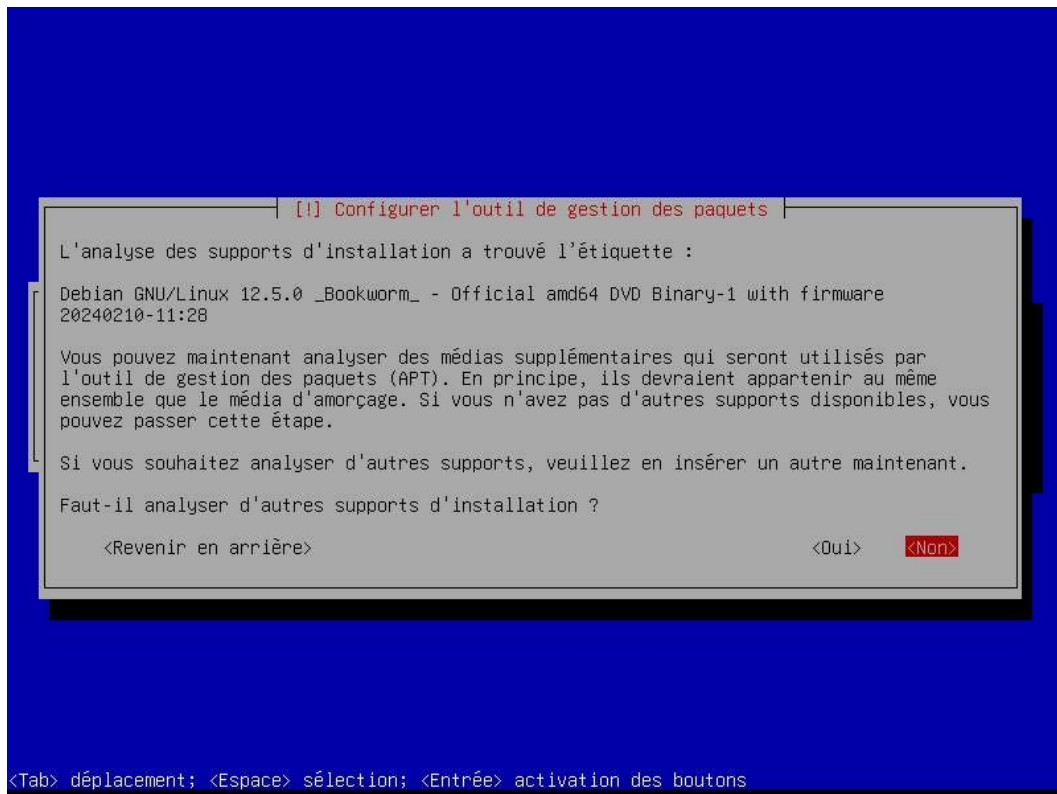 [!] Configurer l'outil de gestion des paquets
L'analyse des supports d'installation a trouvé l’étiquette :
Debian GNU/Linux 12.5.0 _Bookworm_ - Official amd64 DVD Binary-1 with firmware
20240210-11:28
Vous pouvez maintenant analyser des médias supplémentaires qui seront utilisés par
l'outil de gestion des paquets (APT). En principe, ils devraient appartenir au même
ensemble que le média d'amorçage. Si vous n'avez pas d'autres supports disponibles, vous
pouvez passer cette étape.
Si vous souhaitez analyser d'autres supports, veuillez en insérer un autre maintenant.
Faut-il analyser d'autres supports d'installation ?
<Revenir en arrière> <Oui> <Non>
<Tab> déplacement; <Espace> sélection; <Entrée> activation des boutons